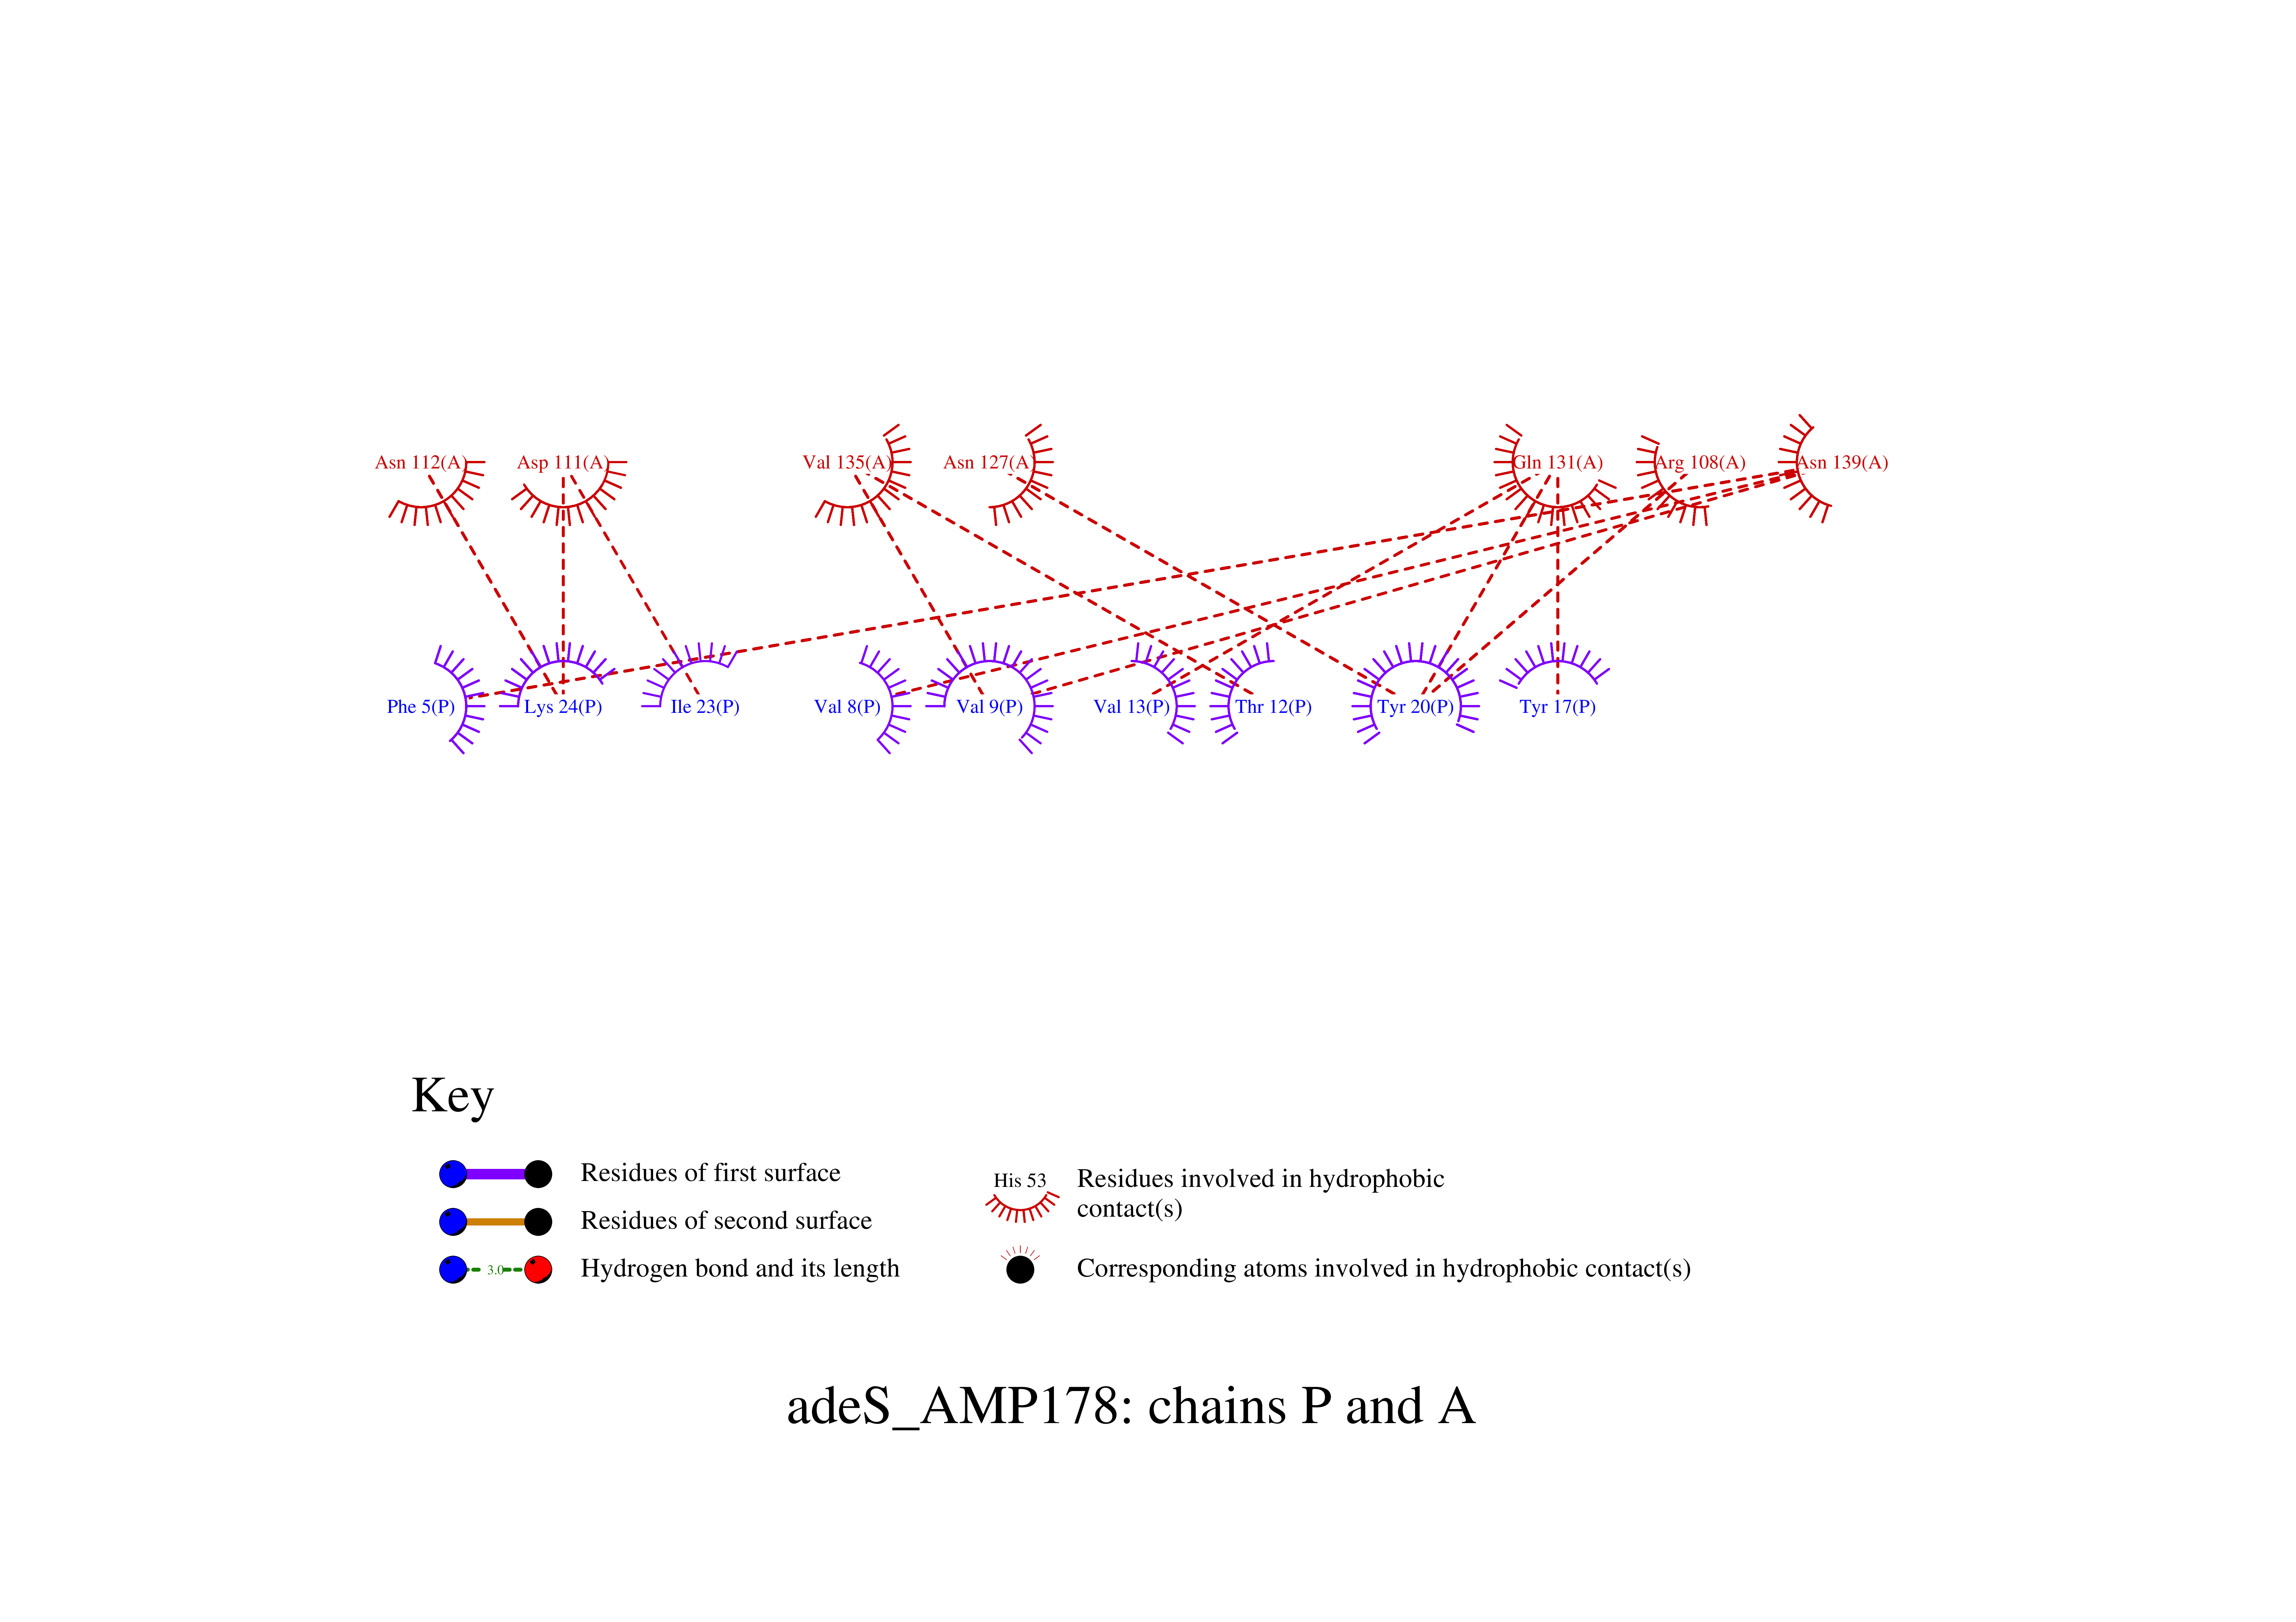 Asn 112(A) Asp 111(A) Val 135(A) Asn 127(A) Gln 131(A) Arg 108(A) Asn 139(A)
Phe 5(P) Lys 24(P) Ile 23(P) Val 8(P) Val 9(P) Val 13(P) Thr 12(P) Tyr 20(P) Tyr 17(P)
Key
Residues of first surface
Residues of second surface
3.0 Hydrogen bond and its length
His 53 Residues involved in hydrophobic
contact(s)
Corresponding atoms involved in hydrophobic contact(s)
adeS_AMP178: chains P and A